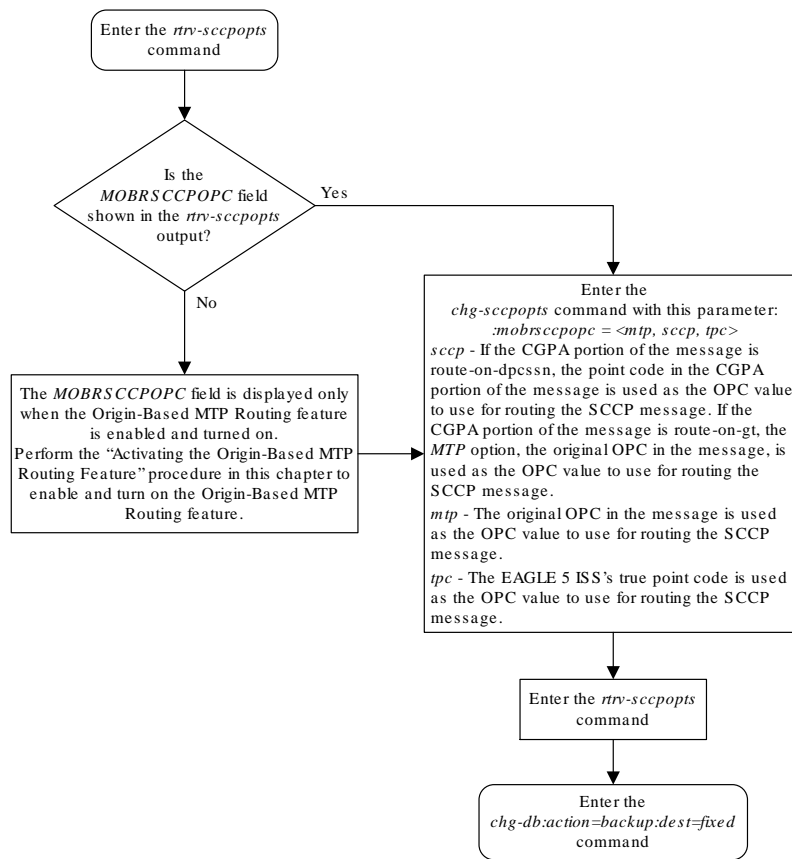 Enter the rtrv-sccpopts
command
Is the
MOBRSCCPOPC field
shown in the rtrv-sccpopts
output?
Yes
No
The MOBRSCCPOPC field is displayed only
when the Origin-Based MTP Routing feature
is enabled and turned on.
Perform the “Activating the Origin-Based MTP
Routing Feature” procedure in this chapter to
enable and turn on the Origin-Based MTP
Routing feature.
Enter the
chg-sccpopts command with this parameter:
:mobrsccpopc = <mtp, sccp, tpc>
sccp - If the CGPA portion of the message is
route-on-dpcssn, the point code in the CGPA
portion of the message is used as the OPC value
to use for routing the SCCP message. If the
CGPA portion of the message is route-on-gt, the
MTP option, the original OPC in the message, is
used as the OPC value to use for routing the
SCCP message.
mtp - The original OPC in the message is used
as the OPC value to use for routing the SCCP
message.
tpc - The EAGLE 5 ISS’s true point code is used
as the OPC value to use for routing the SCCP
message.
Enter the rtrv-sccpopts
command
Enter the
chg-db:action=backup:dest=fixed
command